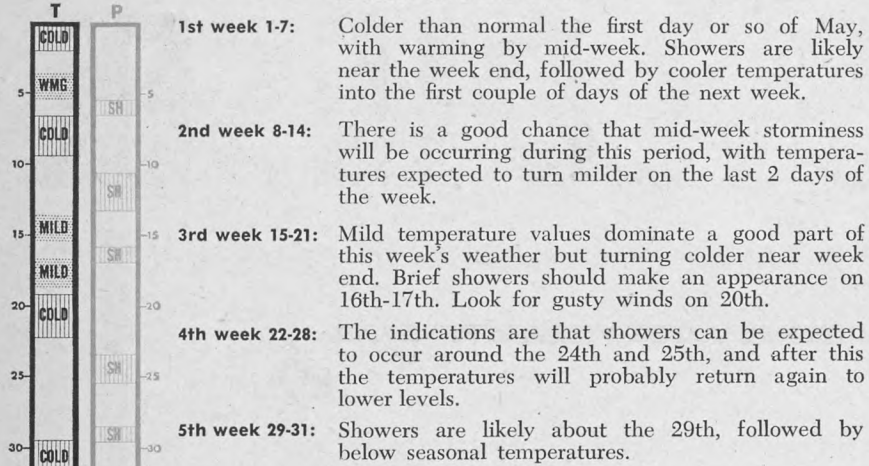 T P
COLD
WMG
5 5
SH
COLD
10 10
SH
MILD
15 15
SH
MILD
20 20
COLD
SH
25 25
SH
30 30
COLD
1st week 1-7: Colder than normal the first day or so of May,
with warming by mid-week. Showers are likely
near the week end, followed by cooler temperatures
into the first couple of days of the next week.
2nd week 8-14: There is a good chance that mid-week storminess
will be occurring during this period, with tempera-
tures expected to turn milder on the last 2 days of
the week.
3rd week 15-21: Mild temperature values dominate a good part of
this week's weather but turning colder near week
end. Brief showers should make an appearance on
16th-17th. Look for gusty winds on 20th.
4th week 22-28: The indications are that showers can be expected
to occur around the 24th and 25th, and after this
the temperatures will probably return again to
lower levels.
5th week 29-31: Showers are likely about the 29th, followed by
below seasonal temperatures.